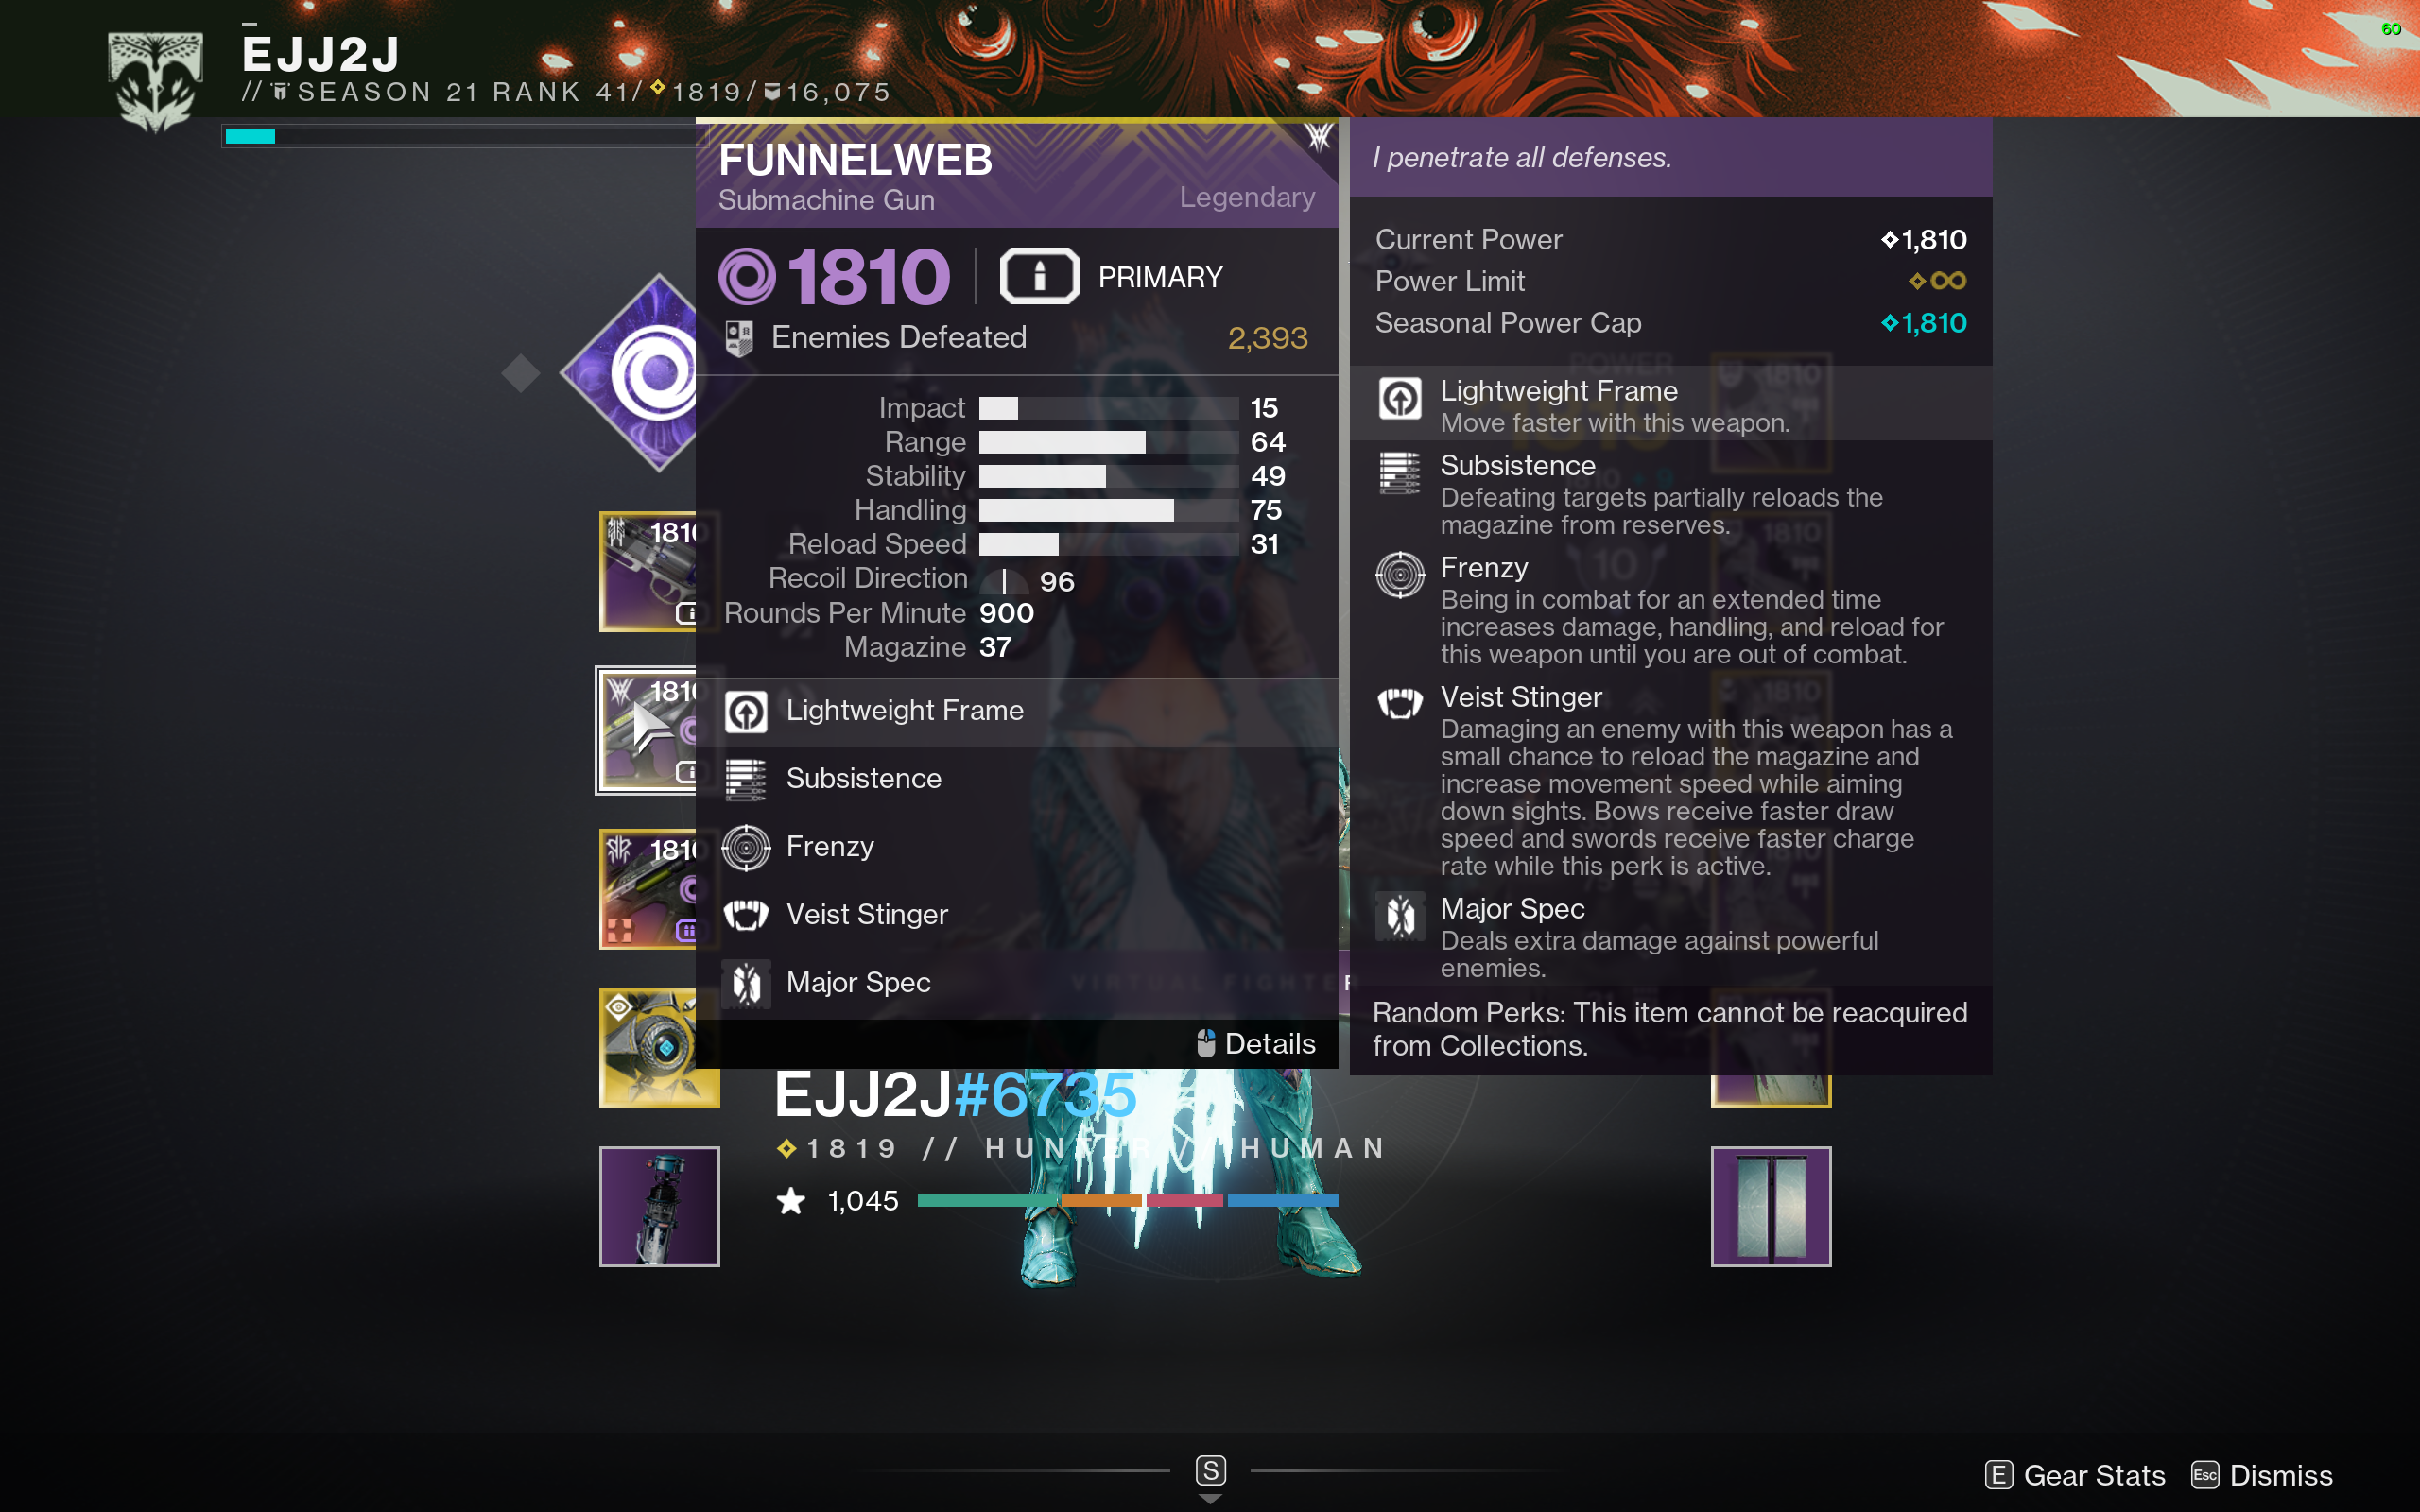 60
EJJ2J
// SEASON 21 RANK 41/ 1819/ 16,075
FUNNELWEB
Submachine Gun
Legendary
1810 PRIMARY
Enemies Defeated 2,393
Impact 15
Range 64
Stability 49
Handling 75
Reload Speed 31
Recoil Direction 96
Rounds Per Minute 900
Magazine 37
Lightweight Frame
Subsistence
Frenzy
Veist Stinger
Major Spec
Details
I penetrate all defenses.
Current Power 1,810
Power Limit ∞
Seasonal Power Cap 1,810
Lightweight Frame
Move faster with this weapon.
Subsistence
Defeating targets partially reloads the
magazine from reserves.
Frenzy
Being in combat for an extended time
increases damage, handling, and reload for
this weapon until you are out of combat.
Veist Stinger
Damaging an enemy with this weapon has a
small chance to reload the magazine and
increase movement speed while aiming
down sights. Bows receive faster draw
speed and swords receive faster charge
rate while this perk is active.
Major Spec
Deals extra damage against powerful
enemies.
Random Perks: This item cannot be reacquired
from Collections.
POWER
1810
1810
1810
VIRTUAL FIGHTER
EJJ2J#6735
1819 // HUNTER // HUMAN
1,045
S
E Gear Stats
Esc Dismiss